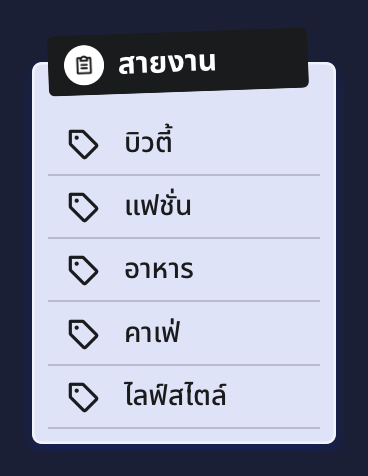 สายงาน
บิวตี้
แฟชั่น
อาหาร
คาเฟ่
ไลฟ์สไตล์